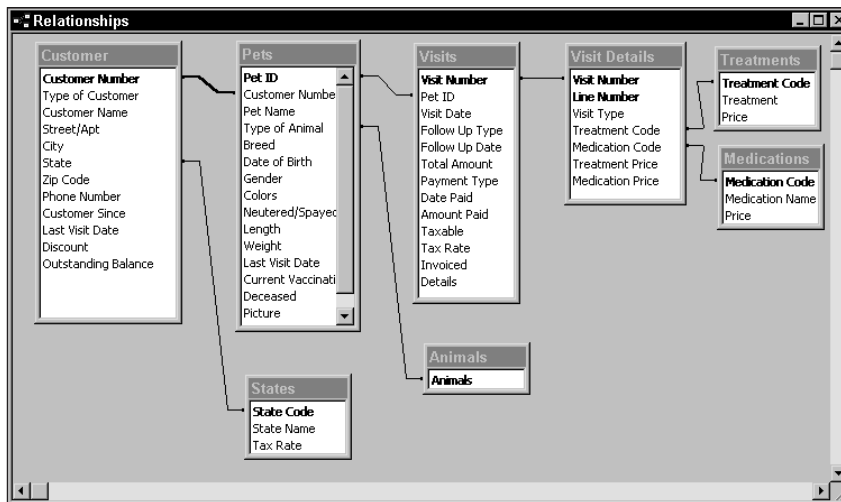 Relationships
Customer
Customer Number
Type of Customer
Customer Name
Street/Apt
City
State
Zip Code
Phone Number
Customer Since
Last Visit Date
Discount
Outstanding Balance
Pets
Pet ID
Customer Numbe
Pet Name
Type of Animal
Breed
Date of Birth
Gender
Colors
Neutered/Spayed
Length
Weight
Last Visit Date
Current Vaccinati
Deceased
Picture
Visits
Visit Number
Pet ID
Visit Date
Follow Up Type
Follow Up Date
Total Amount
Payment Type
Date Paid
Amount Paid
Taxable
Tax Rate
Invoiced
Details
Visit Details
Visit Number
Line Number
Visit Type
Treatment Code
Medication Code
Treatment Price
Medication Price
Treatments
Treatment Code
Treatment
Price
Medications
Medication Code
Medication Name
Price
States
State Code
State Name
Tax Rate
Animals
Animals